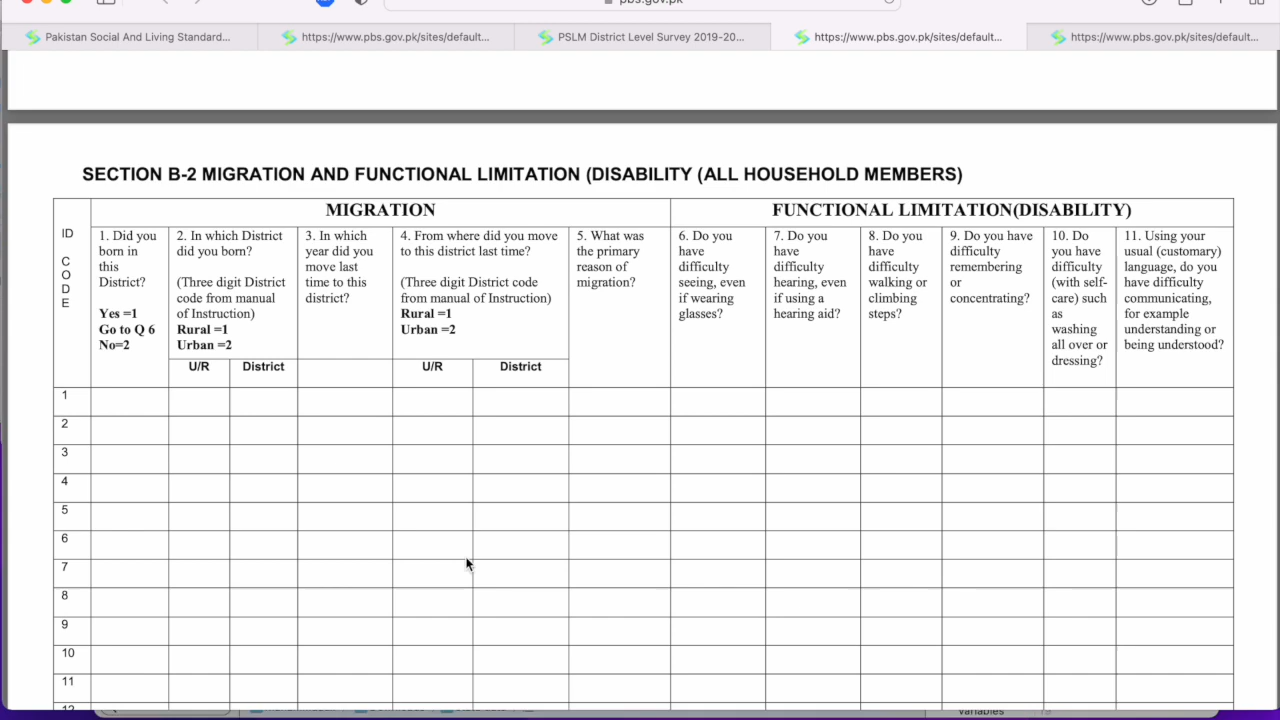 pbs.gov.pk
Pakistan Social And Living Standard...
https://www.pbs.gov.pk/sites/default...
PSLM District Level Survey 2019-20...
https://www.pbs.gov.pk/sites/default...
https://www.pbs.gov.pk/sites/default...
SECTION B-2 MIGRATION AND FUNCTIONAL LIMITATION (DISABILITY (ALL HOUSEHOLD MEMBERS)
ID
C
O
D
E
MIGRATION
FUNCTIONAL LIMITATION(DISABILITY)
1. Did you
born in
this
District?
Yes =1
Go to Q 6
No=2
2. In which District
did you born?
(Three digit District
code from manual
of Instruction)
Rural =1
Urban =2
U/R
District
3. In which
year did you
move last
time to this
district?
4. From where did you move
to this district last time?
(Three digit District code
from manual of Instruction)
Rural =1
Urban =2
U/R
District
5. What was
the primary
reason of
migration?
6. Do you
have
difficulty
seeing, even
if wearing
glasses?
7. Do you
have
difficulty
hearing, even
if using a
hearing aid?
8. Do you
have
difficulty
walking or
climbing
steps?
9. Do you have
difficulty
remembering
or
concentrating?
10. Do
you have
difficulty
(with self-
care) such
as
washing
all over or
dressing?
11. Using your
usual (customary)
language, do you
have difficulty
communicating,
for example
understanding or
being understood?
1
2
3
4
5
6
7
8
9
10
11
12
Variables